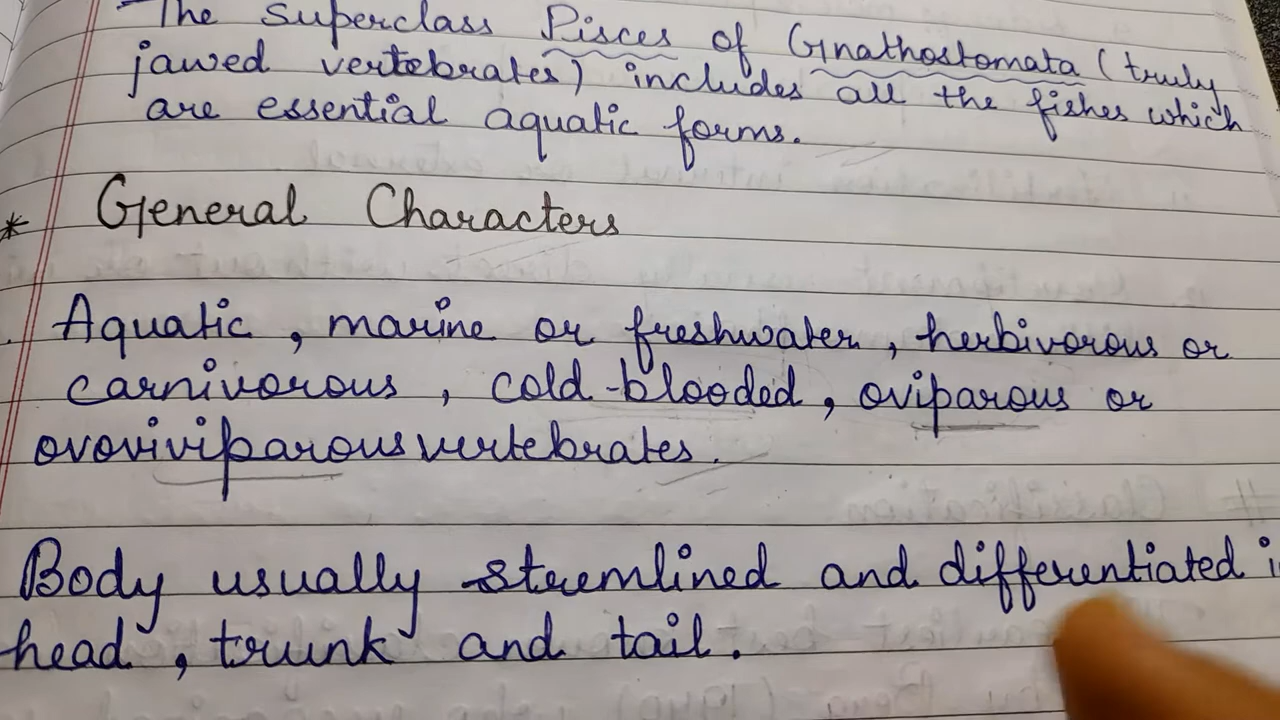 The Superclass Pisces of Gnathostomata (truly
jawed vertebrates) includes all the fishes which
are essential aquatic forms.
* General Characters
Aquatic, marine or freshwater, herbivorous or
carnivorous, cold-blooded, oviparous or
ovoviviparous vertebrates.
Body usually stremlined and differentiated i
head, trunk and tail.
# Classification